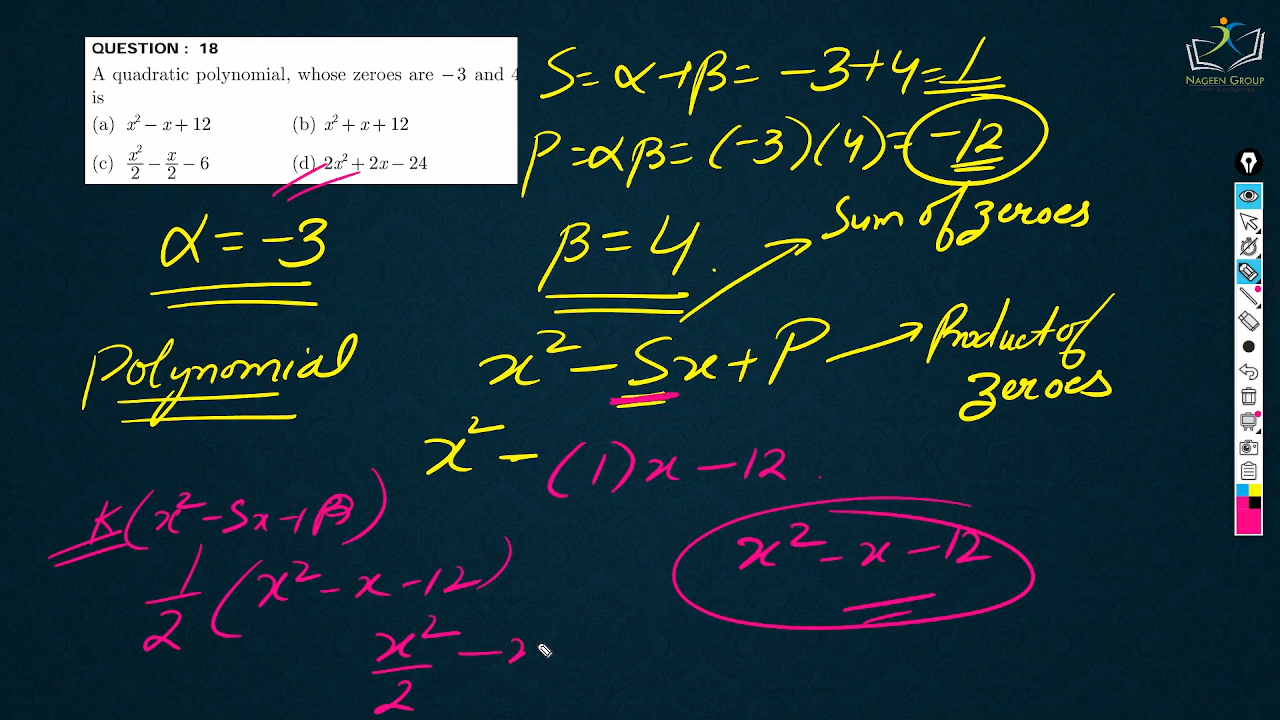 QUESTION : 18
A quadratic polynomial, whose zeroes are −3 and 4
is
(a) x² − x + 12 (b) x² + x + 12
(c) x²/2 − x/2 − 6 (d) 2x² + 2x − 24
NAGEEN GROUP
S = α + β = −3 + 4 = 1
P = αβ = (−3)(4) = −12
α = −3
β = 4
Sum of zeroes
Polynomial
x² − Sx + P
Product of
zeroes
x² − (1)x − 12
K(x² − Sx + P)
x² − x − 12
1/2 (x² − x − 12)
x²/2 −